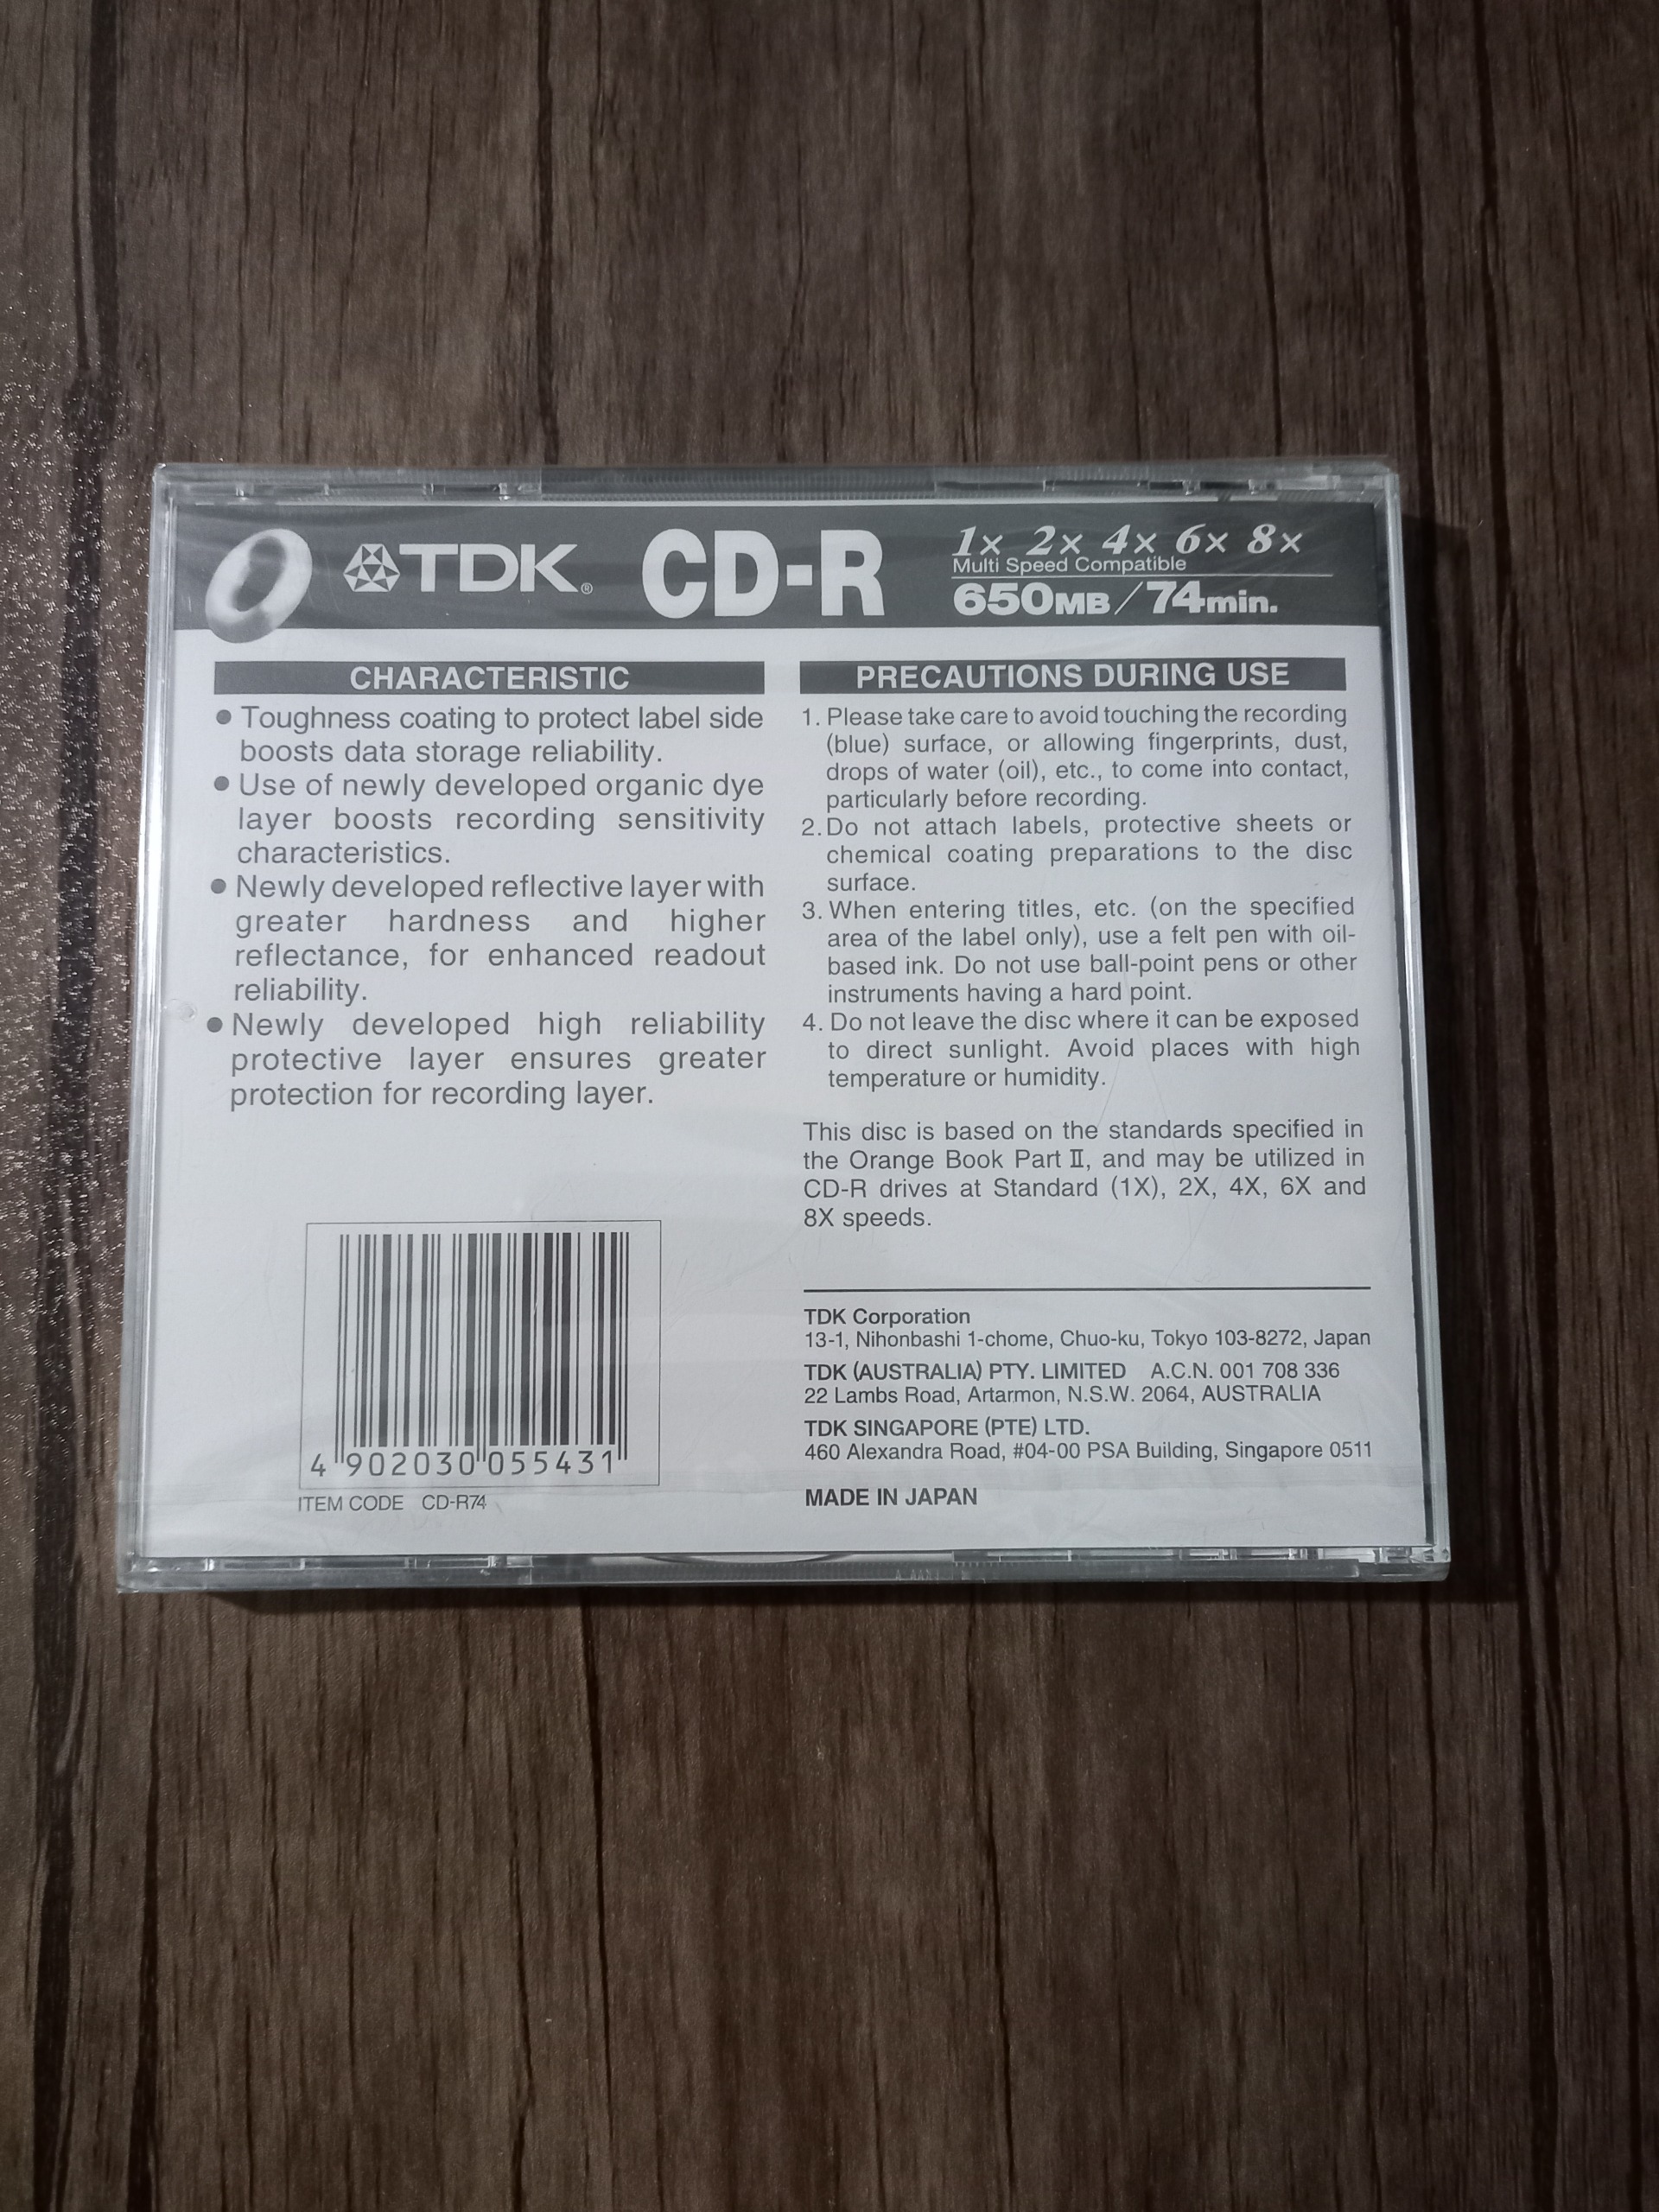 TDK® CD-R
1x 2x 4x 6x 8x
Multi Speed Compatible
650MB/74min.
CHARACTERISTIC
● Toughness coating to protect label side
boosts data storage reliability.
● Use of newly developed organic dye
layer boosts recording sensitivity
characteristics.
● Newly developed reflective layer with
greater hardness and higher
reflectance, for enhanced readout
reliability.
● Newly developed high reliability
protective layer ensures greater
protection for recording layer.
4 902030 055431
ITEM CODE CD-R74
PRECAUTIONS DURING USE
1. Please take care to avoid touching the recording
(blue) surface, or allowing fingerprints, dust,
drops of water (oil), etc., to come into contact,
particularly before recording.
2. Do not attach labels, protective sheets or
chemical coating preparations to the disc
surface.
3. When entering titles, etc. (on the specified
area of the label only), use a felt pen with oil-
based ink. Do not use ball-point pens or other
instruments having a hard point.
4. Do not leave the disc where it can be exposed
to direct sunlight. Avoid places with high
temperature or humidity.
This disc is based on the standards specified in
the Orange Book Part II, and may be utilized in
CD-R drives at Standard (1X), 2X, 4X, 6X and
8X speeds.
TDK Corporation
13-1, Nihonbashi 1-chome, Chuo-ku, Tokyo 103-8272, Japan
TDK (AUSTRALIA) PTY. LIMITED A.C.N. 001 708 336
22 Lambs Road, Artarmon, N.S.W. 2064, AUSTRALIA
TDK SINGAPORE (PTE) LTD.
460 Alexandra Road, #04-00 PSA Building, Singapore 0511
MADE IN JAPAN